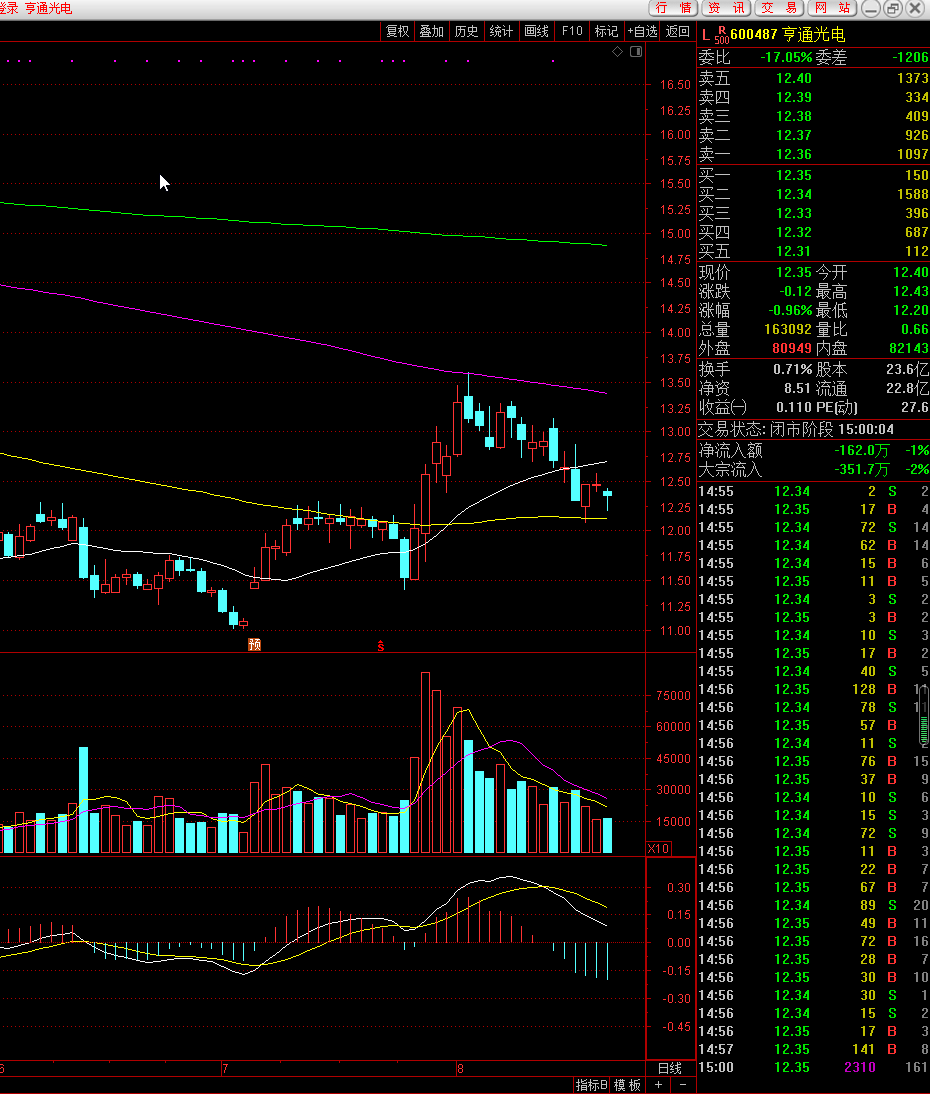 登录 亨通光电
行 情 资 讯 交 易 网 站
复权 叠加 历史 统计 画线 F10 标记 +自选 返回
L R 500 600487 亨通光电
委比 -17.05% 委差 -1206
卖五 12.40 1373
卖四 12.39 334
卖三 12.38 409
卖二 12.37 926
卖一 12.36 1097
买一 12.35 150
买二 12.34 1588
买三 12.33 396
买四 12.32 687
买五 12.31 112
现价 12.35 今开 12.40
涨跌 -0.12 最高 12.43
涨幅 -0.96% 最低 12.20
总量 163092 量比 0.66
外盘 80949 内盘 82143
换手 0.71% 股本 23.6亿
净资 8.51 流通 22.8亿
收益㈠ 0.110 PE(动) 27.6
交易状态: 闭市阶段 15:00:04
净流入额 -162.0万 -1%
大宗流入 -351.7万 -2%
14:55 12.34 2 S 2
14:55 12.35 17 B 4
14:55 12.34 72 S 14
14:55 12.34 62 B 14
14:55 12.34 15 B 6
14:55 12.35 11 B 5
14:55 12.34 3 S 2
14:55 12.35 3 B 2
14:55 12.34 10 S 3
14:55 12.35 17 B 2
14:55 12.34 40 S 5
14:56 12.35 128 B
14:56 12.34 78 S
14:56 12.35 57 B
14:56 12.34 11 S
14:56 12.35 76 B 15
14:56 12.35 37 B 9
14:56 12.34 10 S 6
14:56 12.34 15 S 5
14:56 12.34 72 S 9
14:56 12.35 11 B 3
14:56 12.35 22 B 7
14:56 12.35 67 B 7
14:56 12.34 89 S 20
14:56 12.35 49 B 11
14:56 12.35 72 B 16
14:56 12.35 28 B 7
14:56 12.35 30 B 10
14:56 12.34 30 S 1
14:56 12.34 15 S 2
14:56 12.35 17 B 3
14:57 12.35 141 B 8
15:00 12.35 2310 161
16.50
16.25
16.00
15.75
15.50
15.25
15.00
14.75
14.50
14.25
14.00
13.75
13.50
13.25
13.00
12.75
12.50
12.25
12.00
11.75
11.50
11.25
11.00
预 S
75000
60000
45000
30000
15000
X10
0.30
0.15
0.00
-0.15
-0.30
-0.45
6 7 8 日线
指标B 模板 + -